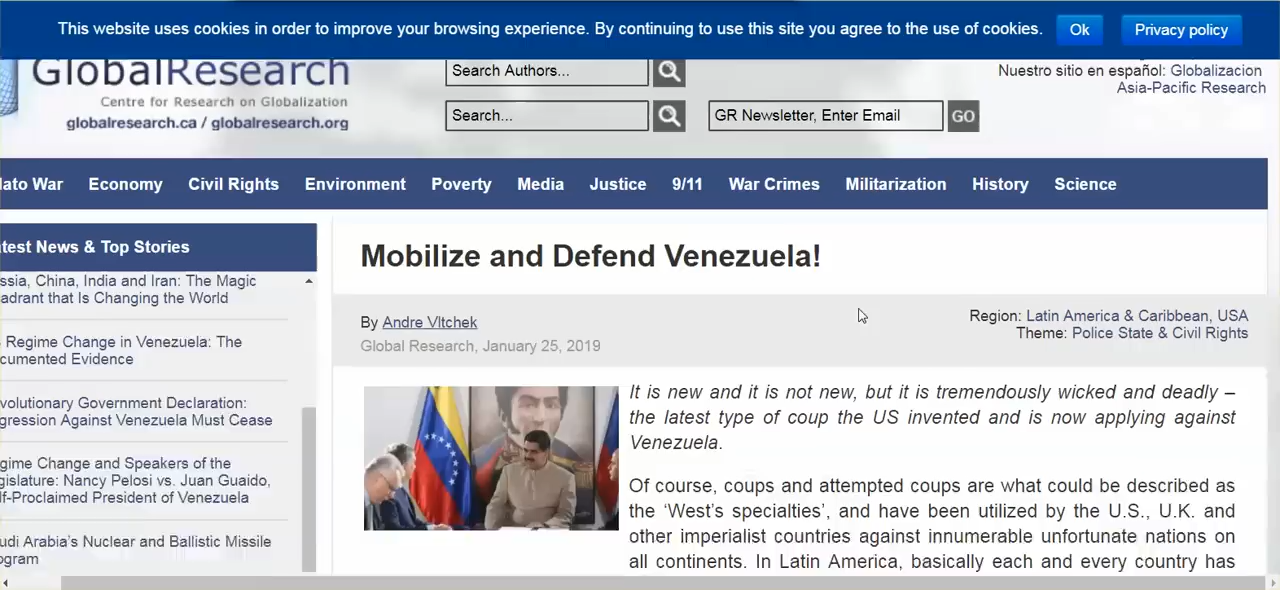 This website uses cookies in order to improve your browsing experience. By continuing to use this site you agree to the use of cookies. Ok Privacy policy
GlobalResearch
Centre for Research on Globalization
globalresearch.ca / globalresearch.org
Search Authors...
Search...
GR Newsletter, Enter Email GO
Nuestro sitio en español: Globalizacion
Asia-Pacific Research
lato War Economy Civil Rights Environment Poverty Media Justice 9/11 War Crimes Militarization History Science
test News & Top Stories
ssia, China, India and Iran: The Magic
adrant that Is Changing the World
Regime Change in Venezuela: The
cumented Evidence
volutionary Government Declaration:
gression Against Venezuela Must Cease
gime Change and Speakers of the
gislature: Nancy Pelosi vs. Juan Guaido,
lf-Proclaimed President of Venezuela
udi Arabia's Nuclear and Ballistic Missile
ogram
Mobilize and Defend Venezuela!
By Andre Vltchek
Global Research, January 25, 2019
Region: Latin America & Caribbean, USA
Theme: Police State & Civil Rights
It is new and it is not new, but it is tremendously wicked and deadly –
the latest type of coup the US invented and is now applying against
Venezuela.
Of course, coups and attempted coups are what could be described as
the ‘West's specialties’, and have been utilized by the U.S., U.K. and
other imperialist countries against innumerable unfortunate nations on
all continents. In Latin America, basically each and every country has